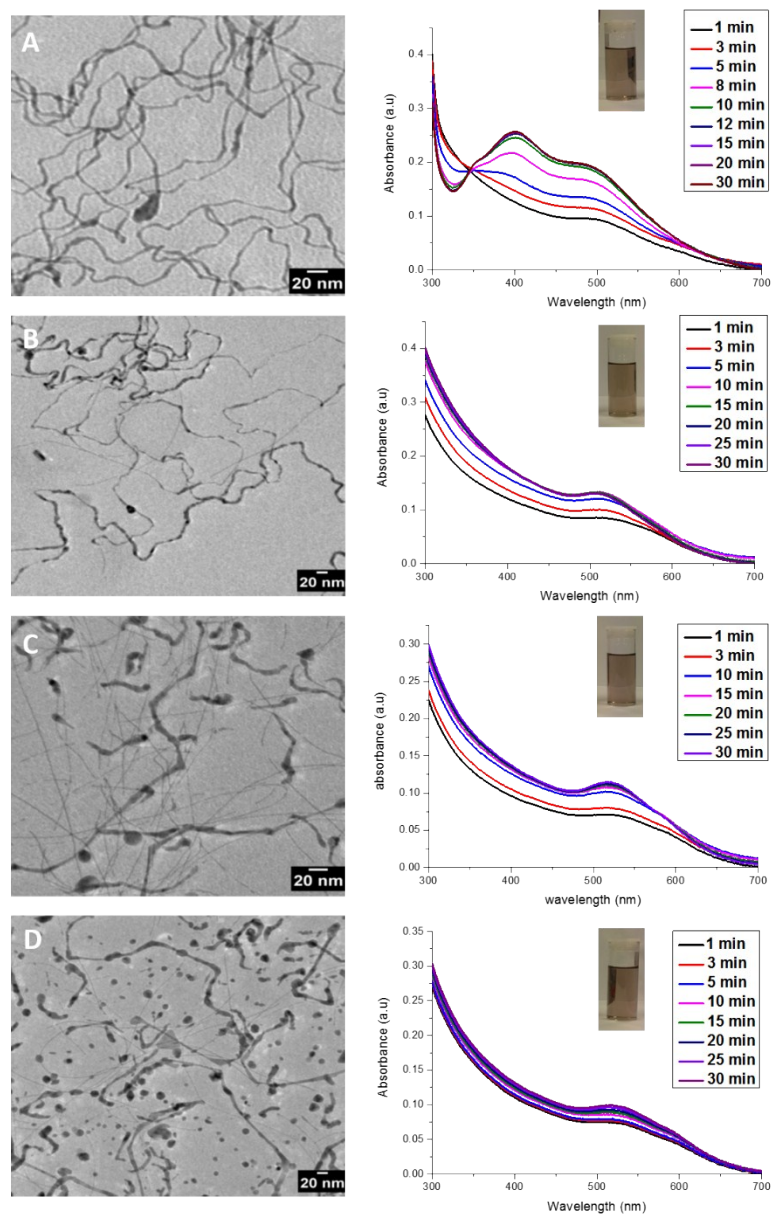 A
20 nm
Absorbance (a.u)
0.4
0.3
0.2
0.1
0.0
300
400
500
600
700
Wavelength (nm)
1 min
3 min
5 min
8 min
10 min
12 min
15 min
20 min
30 min
B
20 nm
Absorbance (a.u)
0.4
0.3
0.2
0.1
0.0
300
400
500
600
700
Wavelength (nm)
1 min
3 min
5 min
10 min
15 min
20 min
25 min
30 min
C
20 nm
absorbance (a.u)
0.30
0.25
0.20
0.15
0.10
0.05
0.00
300
400
500
600
700
wavelength (nm)
1 min
3 min
10 min
15 min
20 min
25 min
30 min
D
20 nm
Absorbance (a.u)
0.35
0.30
0.25
0.20
0.15
0.10
0.05
0.00
300
400
500
600
700
Wavelength (nm)
1 min
3 min
5 min
10 min
15 min
20 min
25 min
30 min